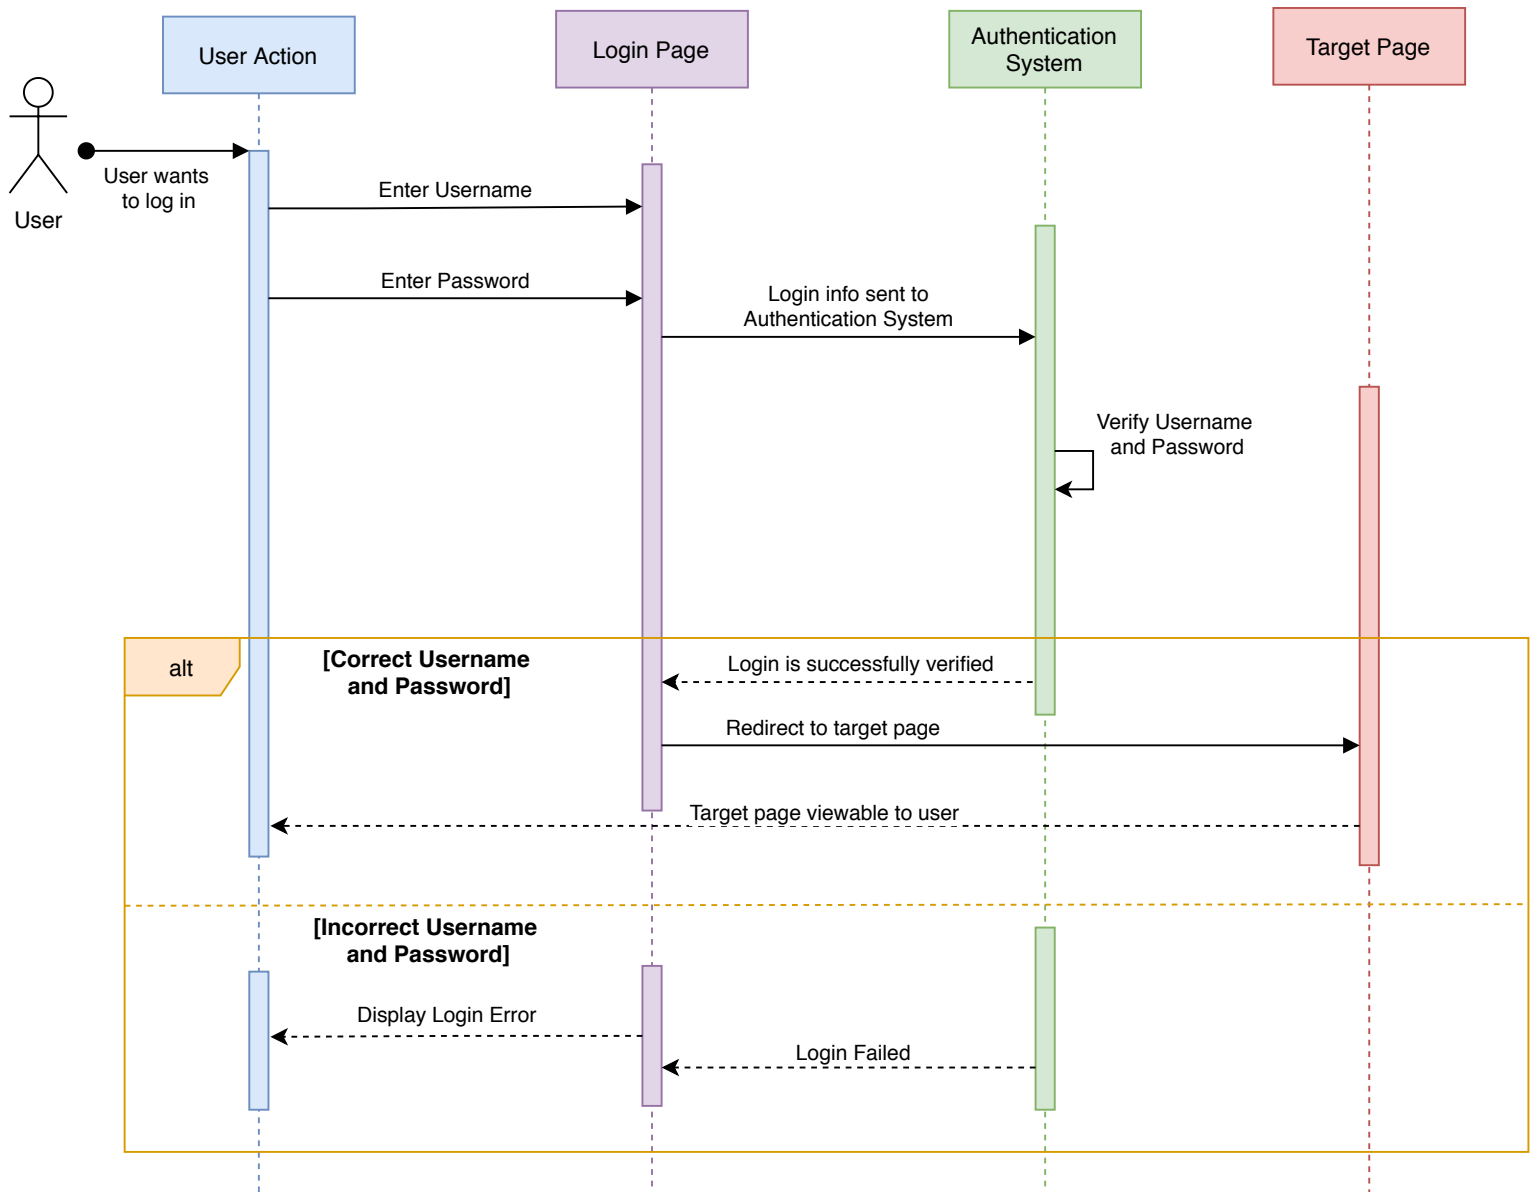 User Action
Login Page
Authentication
System
Target Page
User
User wants
to log in
Enter Username
Enter Password
Login info sent to
Authentication System
Verify Username
and Password
alt
[Correct Username
and Password]
Login is successfully verified
Redirect to target page
Target page viewable to user
[Incorrect Username
and Password]
Display Login Error
Login Failed